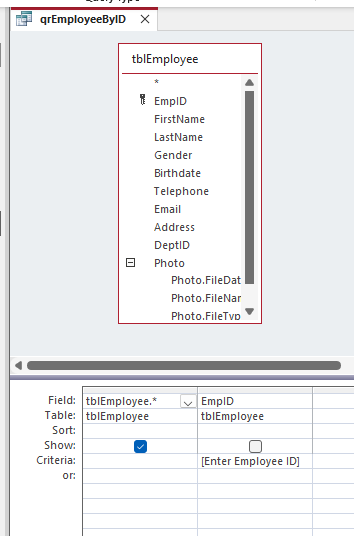 qrEmployeeByID
tblEmployee
*
EmpID
FirstName
LastName
Gender
Birthdate
Telephone
Email
Address
DeptID
Photo
Photo.FileDat
Photo.FileNar
Photo.FileTyp
Field: tblEmployee.* EmpID
Table: tblEmployee tblEmployee
Sort:
Show:
Criteria: [Enter Employee ID]
or: